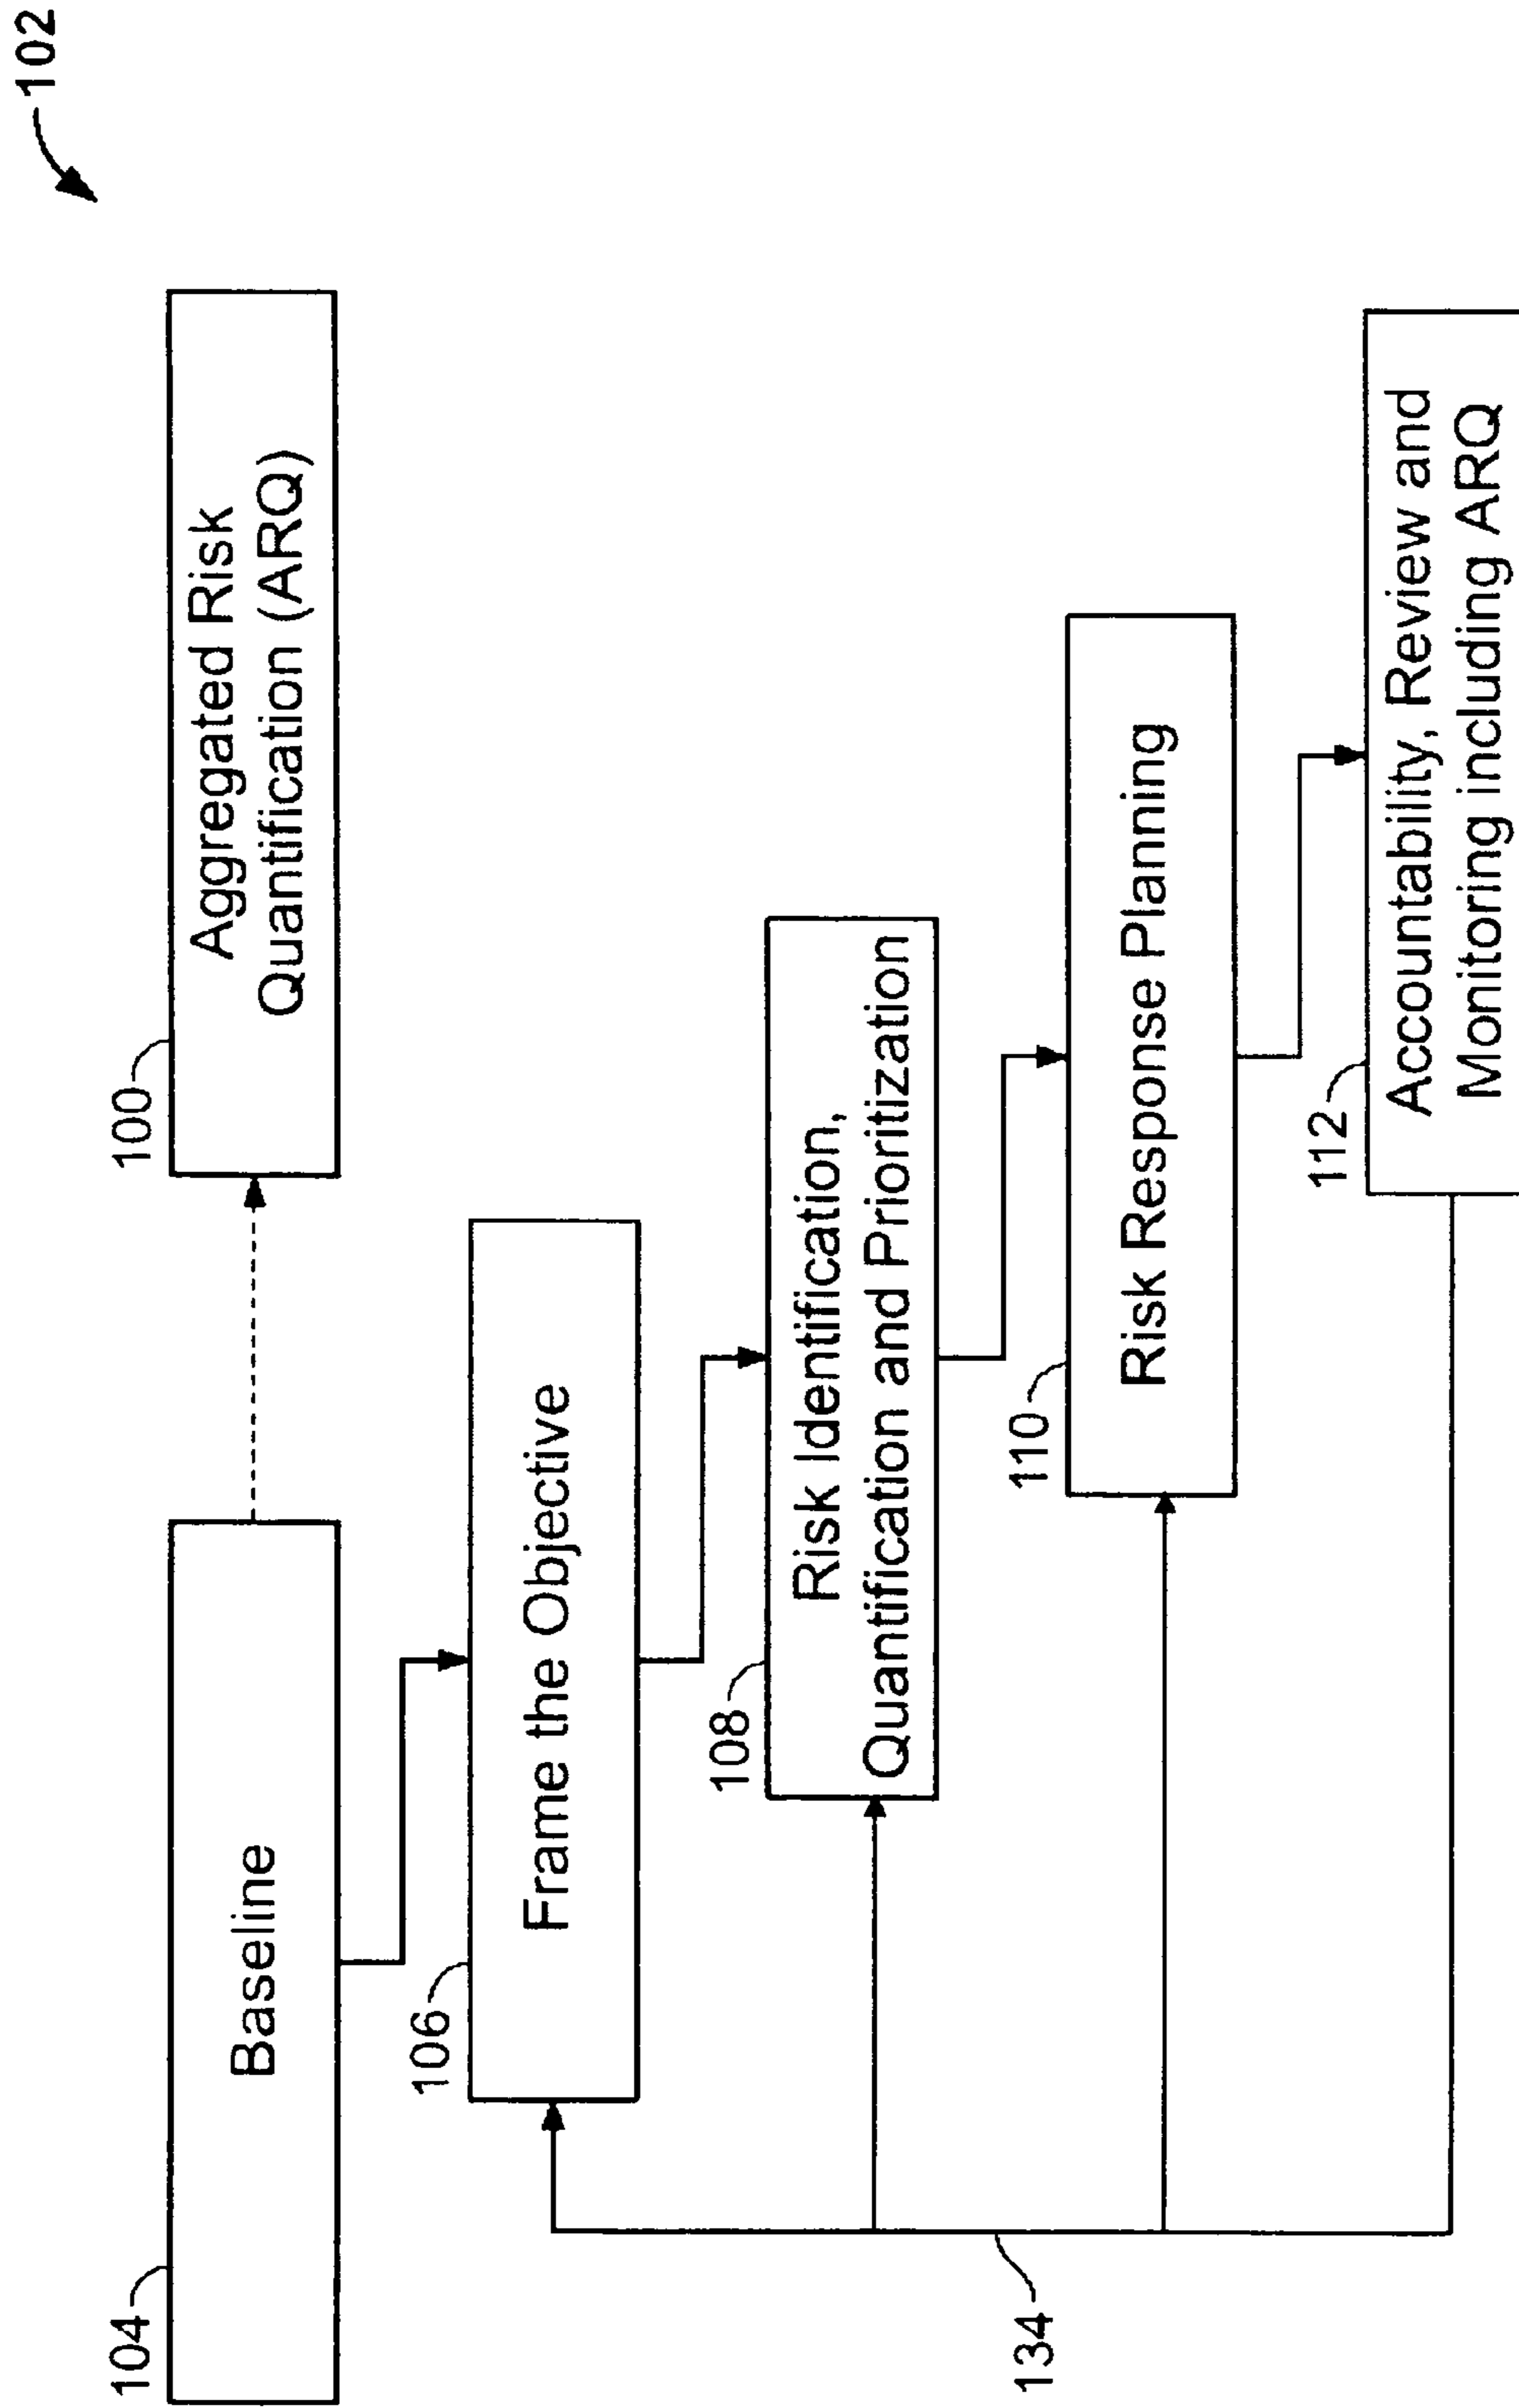 102
104
Baseline
100
Aggregated Risk
Quantification (ARQ)
106
Frame the Objective
108
Risk Identification,
Quantification and Prioritization
110
Risk Response Planning
112
Accountability, Review and
Monitoring including ARQ
134